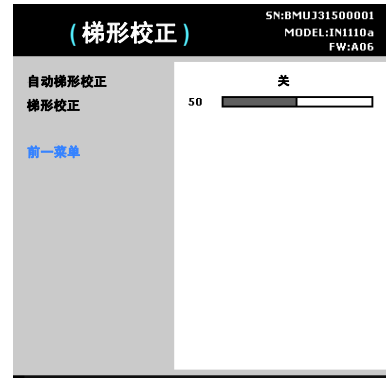 (梯形校正)
SN:BMUJ31500001
MODEL:IN1110a
FW:A06
自动梯形校正 关
梯形校正 50
前一菜单